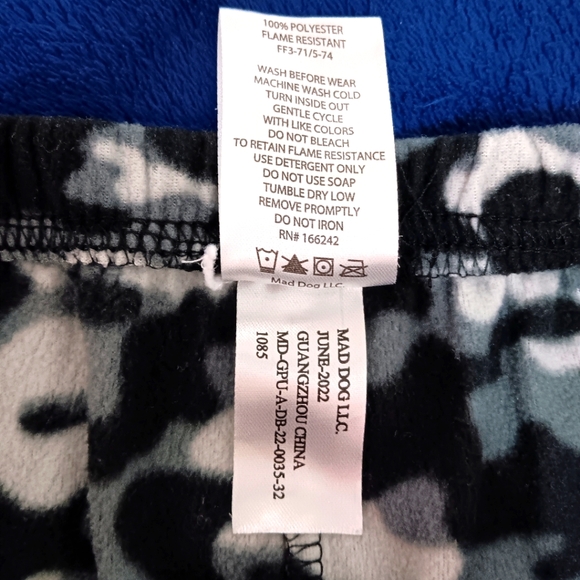 100% POLYESTER
FLAME RESISTANT
FF3-71/5-74
WASH BEFORE WEAR
MACHINE WASH COLD
TURN INSIDE OUT
GENTLE CYCLE
WITH LIKE COLORS
DO NOT BLEACH
TO RETAIN FLAME RESISTANCE
USE DETERGENT ONLY
DO NOT USE SOAP
TUMBLE DRY LOW
REMOVE PROMPTLY
DO NOT IRON
RN# 166242
Mad Dog LLC.
MAD DOG LLC.
JUNE-2022
GUANGZHOU CHINA
MD-GPU-A-DB-22-0035-32
1085